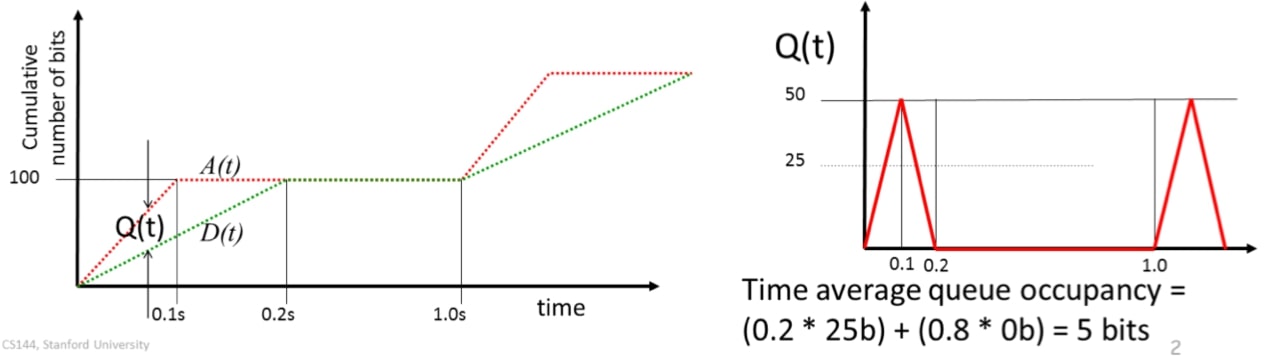 Cumulative
number of bits
100
A(t)
Q(t)
D(t)
0.1s
0.2s
1.0s
time
CS144, Stanford University
Q(t)
50
25
0.1
0.2
1.0
Time average queue occupancy =
(0.2 * 25b) + (0.8 * 0b) = 5 bits
2